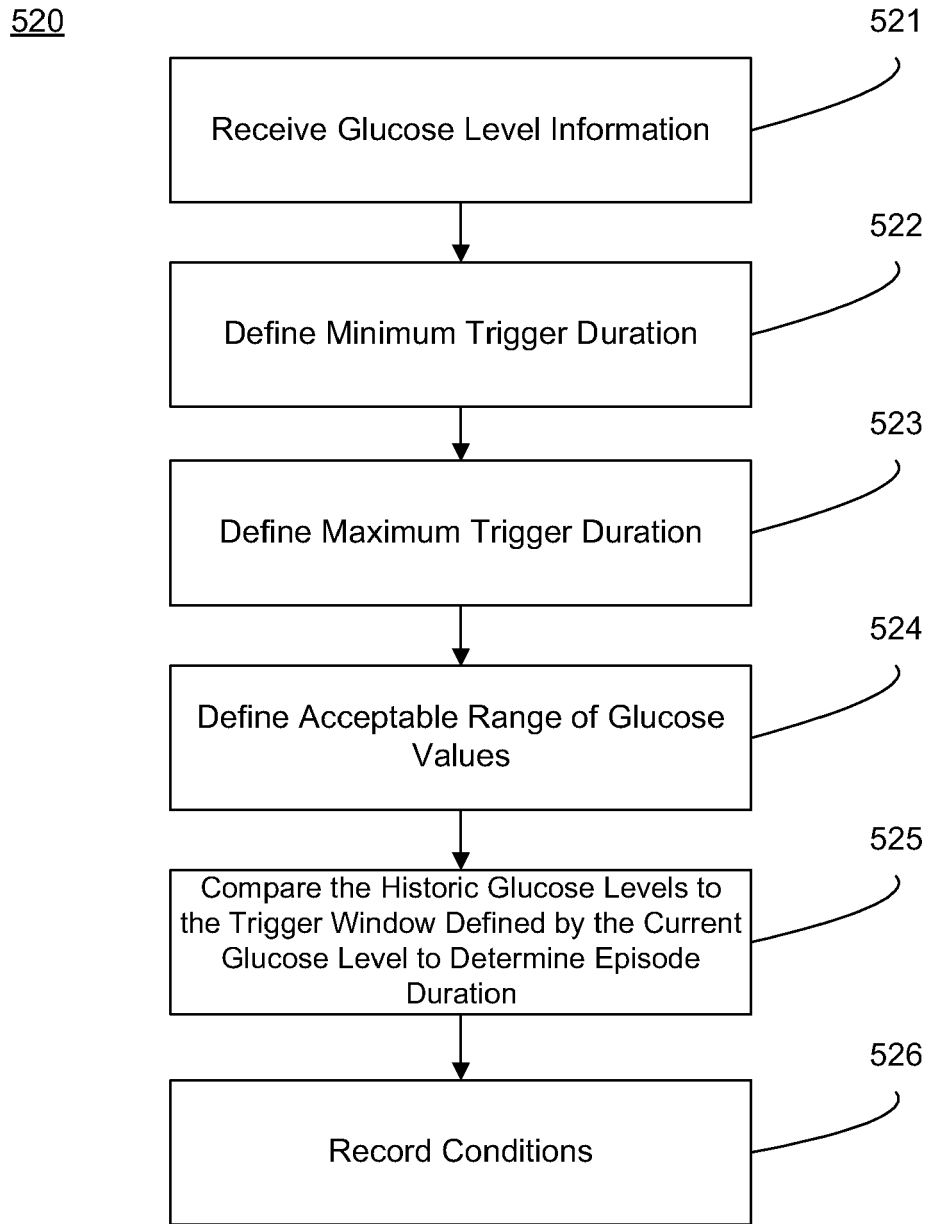 520
521
Receive Glucose Level Information
522
Define Minimum Trigger Duration
523
Define Maximum Trigger Duration
524
Define Acceptable Range of Glucose
Values
525
Compare the Historic Glucose Levels to
the Trigger Window Defined by the Current
Glucose Level to Determine Episode
Duration
526
Record Conditions